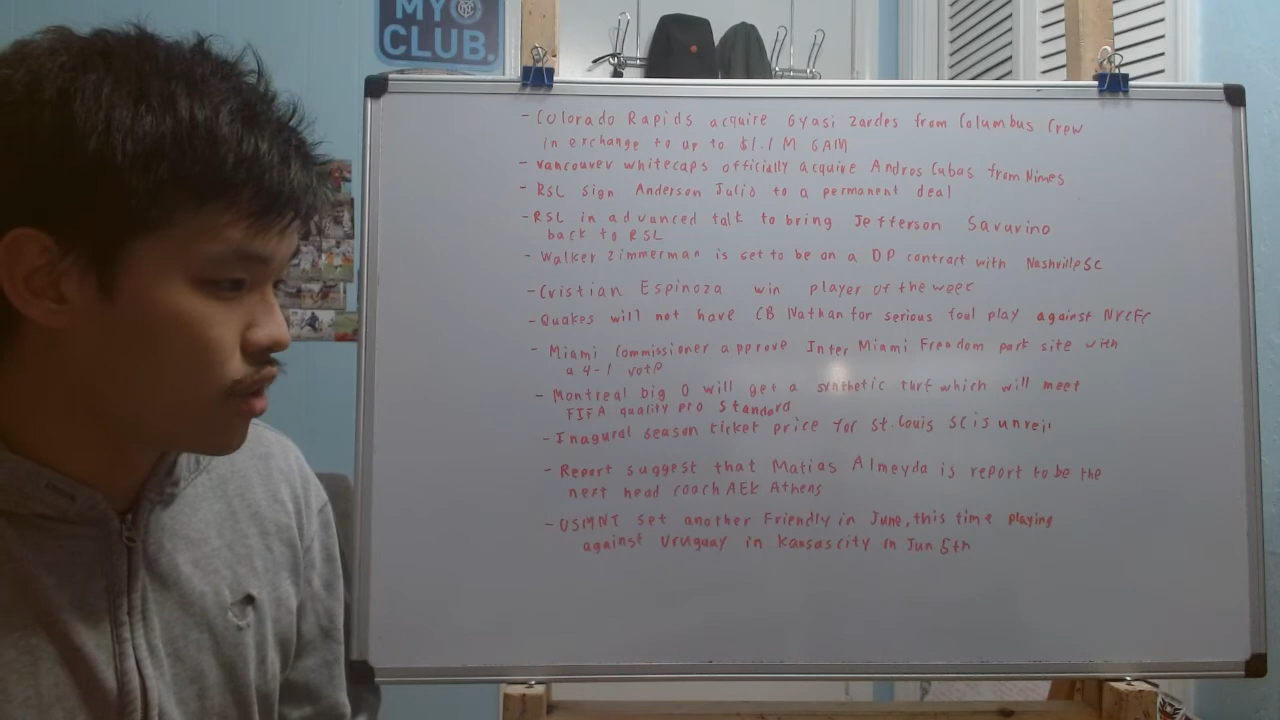 MY CLUB.
- Colorado Rapids acquire Gyasi Zardes from Columbus Crew
in exchange to up to $1.1 M GAM
- Vancouver whitecaps officially acquire Andros Cubas from Nimes
- RSL sign Anderson Julio to a permanent deal
- RSL in advanced talk to bring Jefferson Savarino
back to RSL
- Walker Zimmerman is set to be on a DP contract with Nashville SC
- Cristian Espinoza win player of the week
- Quakes will not have CB Nathan for serious foul play against NYCFC
- Miami Commissioner approve Inter Miami Freedom park site with
a 4-1 vote
- Montreal big O will get a synthetic turf which will meet
FIFA quality pro Standard
- Inagural season ticket price for St. Louis SC is unveil
- Report suggest that Matias Almeyda is report to be the
next head coach AEK Athens
- USMNT set another Friendly in June, this time playing
against Uruguay in Kansas city on Jun 5th